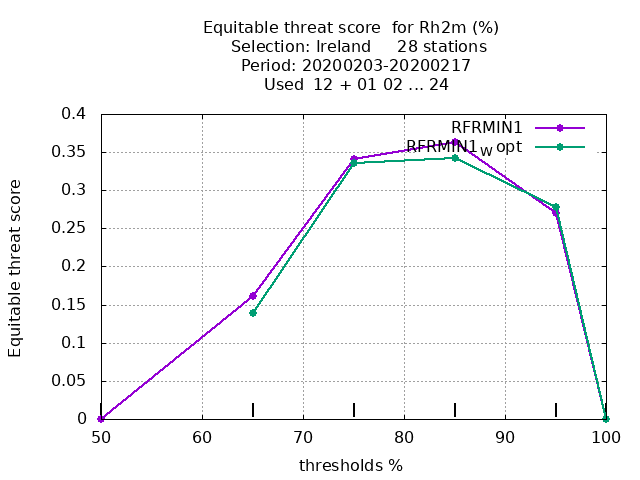 Equitable threat score for Rh2m (%)
Selection: Ireland 28 stations
Period: 20200203-20200217
Used 12 + 01 02 ... 24
RFRMIN1
RFRMIN1w opt
Equitable threat score
0.4
0.35
0.3
0.25
0.2
0.15
0.1
0.05
0
50 60 70 80 90 100
thresholds %